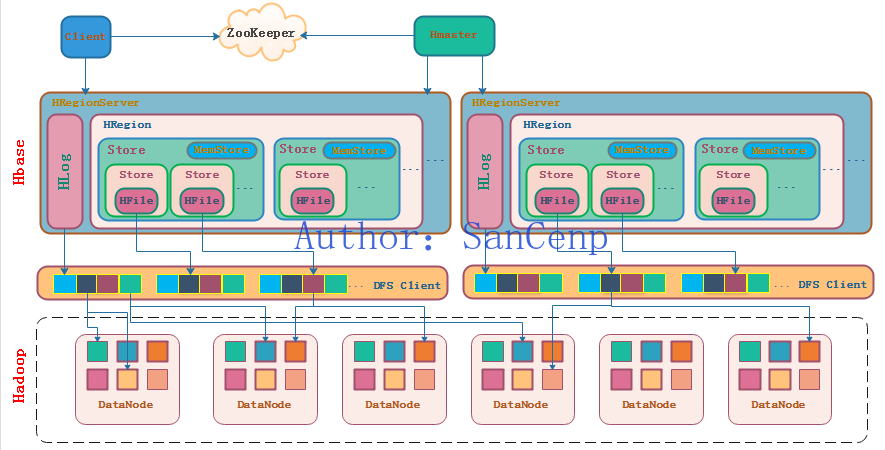 Client
ZooKeeper
Hmaster
Hbase
HRegionServer
HLog
HRegion
Store
MemStore
Store
HFile
Store
HFile
...
Store
MemStore
Store
HFile
...
... ...
HRegionServer
HLog
HRegion
Store
MemStore
Store
HFile
Store
HFile
...
Store
MemStore
Store
HFile
...
... ...
Author: SanCenp
... DFS Client
... DFS Client
Hadoop
DataNode
DataNode
DataNode
DataNode
DataNode
DataNode